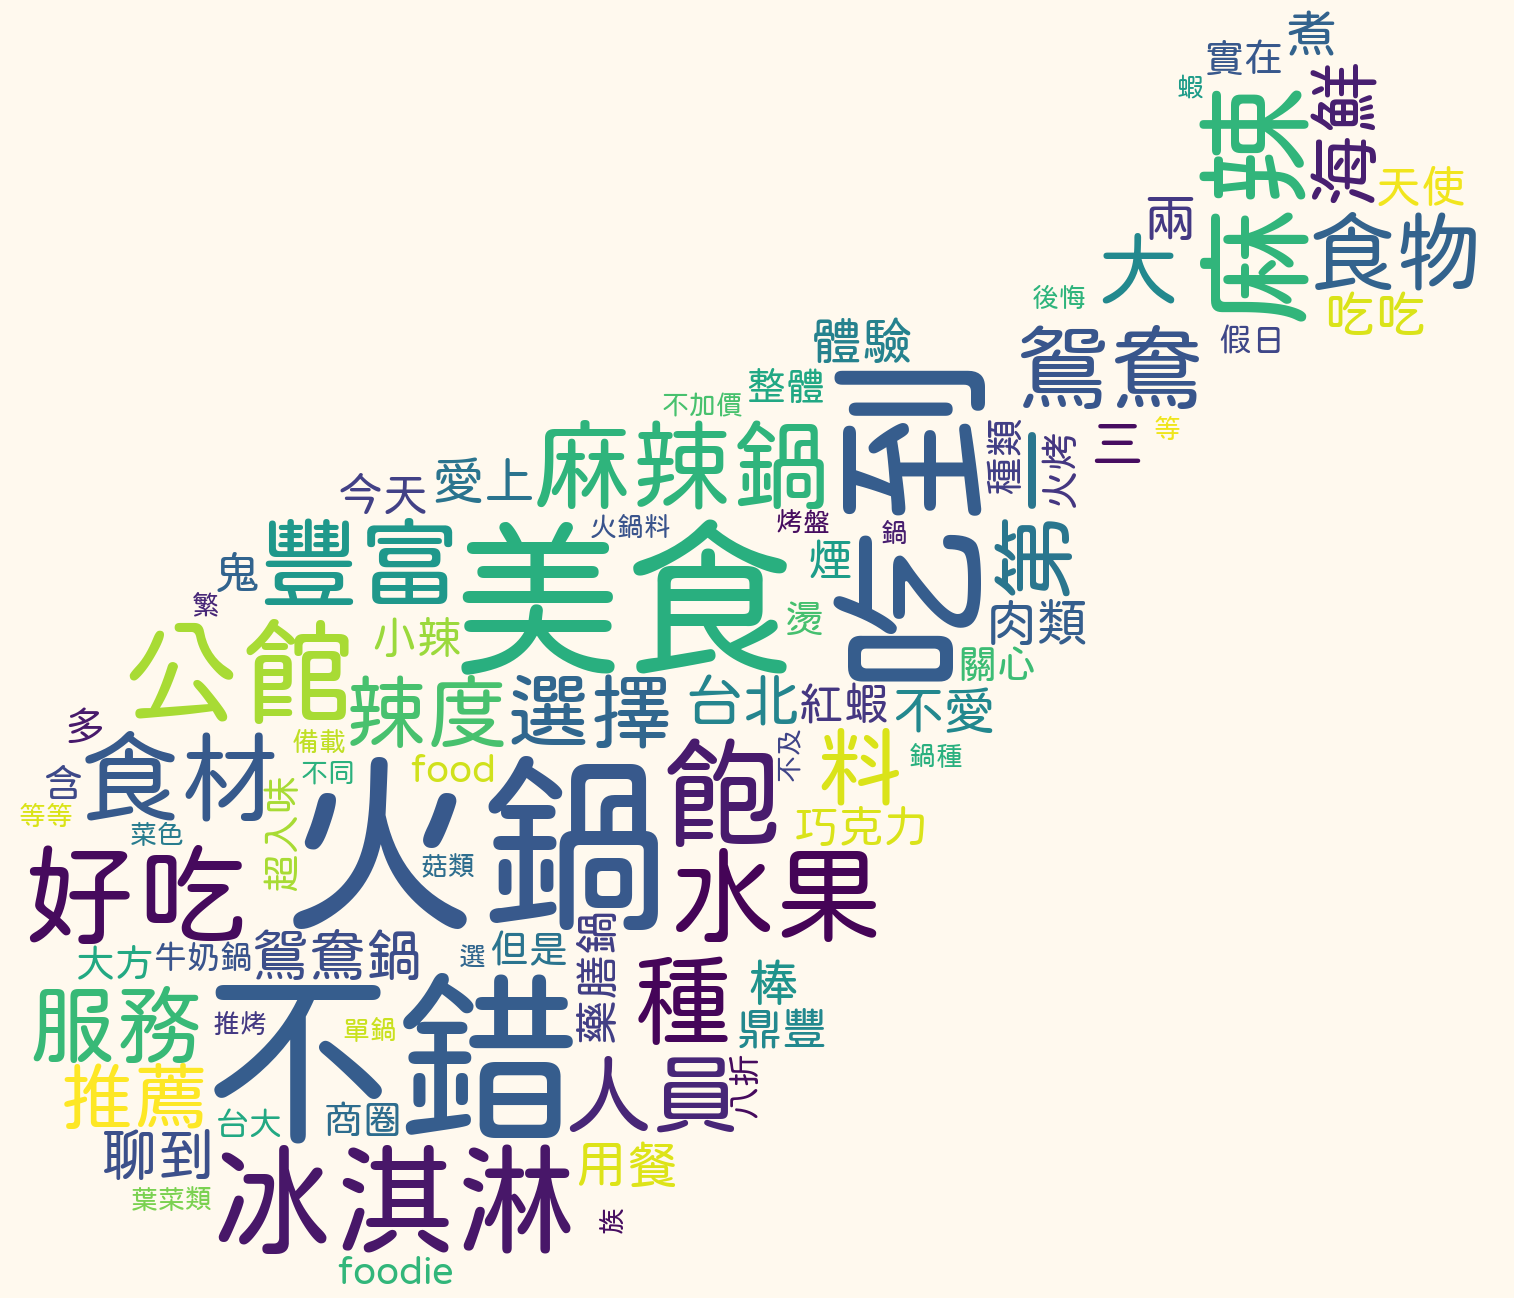 煮
實在
蝦
海鮮
麻辣
天使
兩
食物
大
後悔
吃吃
假日
鴛鴦
體驗
整體
不加價
吃到
種類
一
火烤
三
等
麻辣鍋
愛上
今天
火鍋料
烤盤
鍋
第
豐富
美食
煙
鬼
繁
燙
肉類
公館
小辣
關心
辣度
選擇
台北
紅蝦
不愛
多
備載
不同
food
不及
料
鍋種
食材
含
等等
菜色
超入味
火鍋
飽
巧克力
菇類
好吃
水果
大方
牛奶鍋
鴛鴦鍋
選
但是
藥膳鍋
種
棒
服務
推烤
不錯
單鍋
鼎豐
推薦
台大
商圈
人員
八折
聊到
用餐
葉菜類
冰淇淋
族
foodie